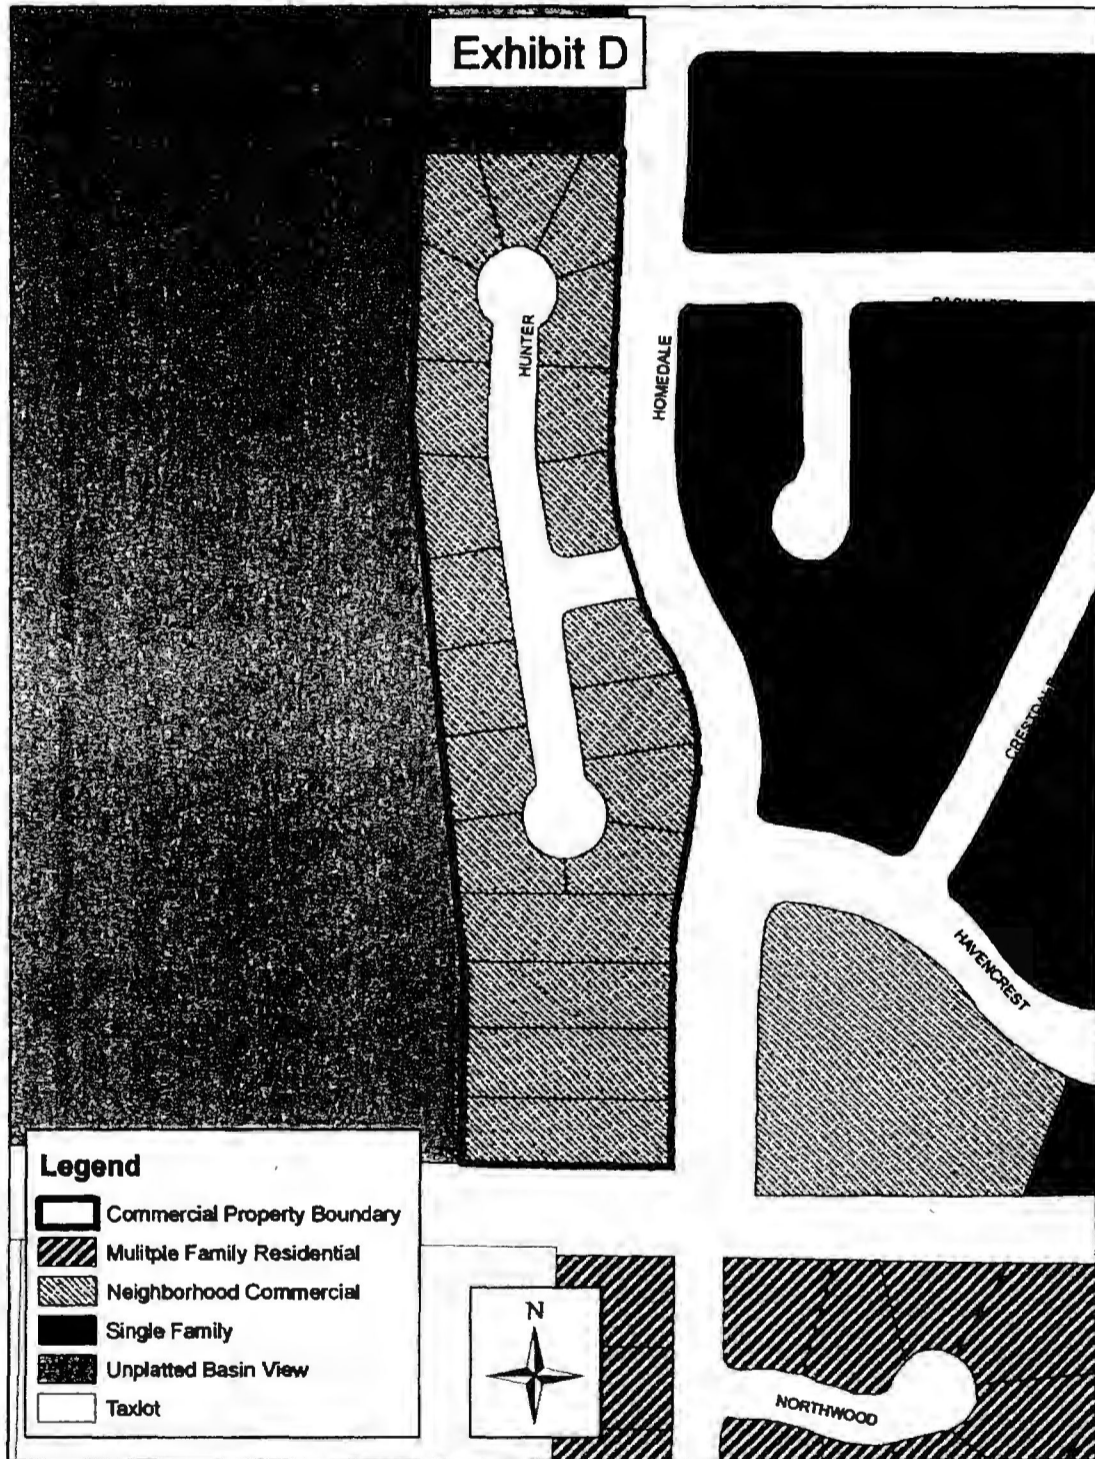 Exhibit D
HUNTER
HOMEDALE
HAVENCREST
Legend
Commercial Property Boundary
Mulitple Family Residential
Neighborhood Commercial
Single Family
Unplatted Basin View
Taxlot
N
NORTHWOOD